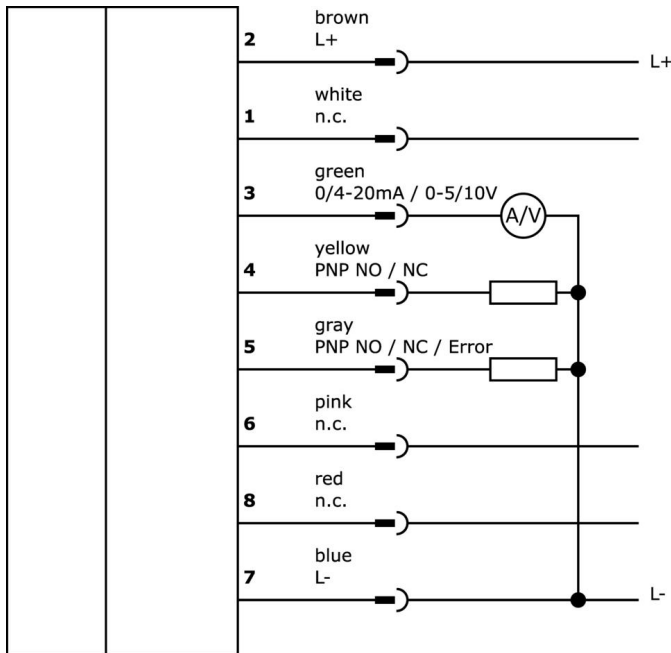 brown
2 L+
L+
white
1 n.c.
green
3 0/4-20mA / 0-5/10V
A/V
yellow
4 PNP NO / NC
gray
5 PNP NO / NC / Error
pink
6 n.c.
red
8 n.c.
blue
7 L-
L-